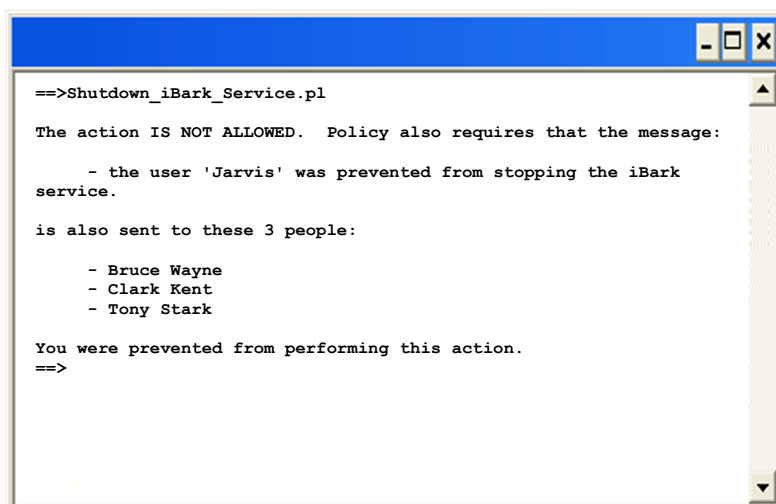 ==>Shutdown_iBark_Service.pl
The action IS NOT ALLOWED.  Policy also requires that the message:
- the user 'Jarvis' was prevented from stopping the iBark
service.
is also sent to these 3 people:
- Bruce Wayne
- Clark Kent
- Tony Stark
You were prevented from performing this action.
==>